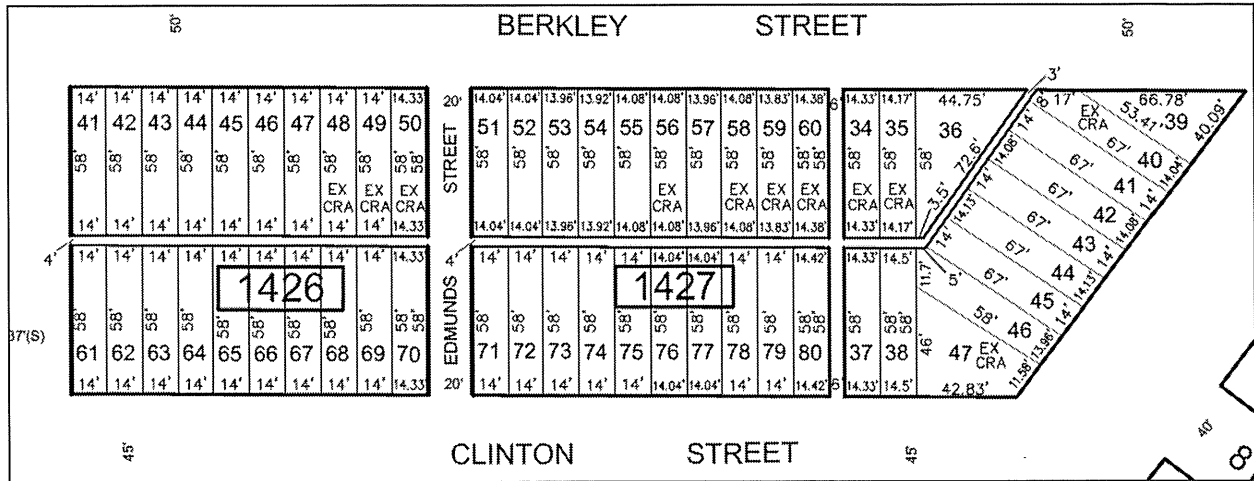 BERKLEY STREET
50' 50'
14' 14' 14' 14' 14' 14' 14' 14' 14' 14.33' 20' 14.04' 14.04' 13.96' 13.92' 14.08' 14.08' 13.96' 14.08' 13.83' 14.38' 6' 14.33' 14.17' 44.75' 3' 8.17' 66.78'
41 42 43 44 45 46 47 48 49 50 51 52 53 54 55 56 57 58 59 60 34 35 36 EX CRA 53.41' 39 40.09'
58' 58' 58' 58' 58' 58' 58' 58' 58' 58' 58' STREET 58' 58' 58' 58' 58' 58' 58' 58' 58' 58' 58' 58' 58' 58' 72.6' 14' 67' 40 14.04'
EX CRA EX CRA EX CRA EX CRA EX CRA EX CRA EX CRA EX CRA EX CRA 14.08' 67' 41 14'
14' 14' 14' 14' 14' 14' 14' 14' 14' 14.33' 14.04' 14.04' 13.96' 13.92' 14.08' 14.08' 13.96' 14.08' 13.83' 14.38' 14.33' 14.17' 3.5' 14' 67' 42 14.08'
4' 4' 14.13' 67' 43 14'
14' 14' 14' 14' 14' 14' 14' 14' 14' 14.33' 14' 14' 14' 14' 14' 14.04' 14.04' 14' 14' 14.42' 14.33' 14.5' 11.7' 5' 14' 67' 44 14.13'
1426 1427
67' 45 14'
37'(S) 58' 58' 58' 58' 58' 58' 58' 58' 58' 58' 58' EDMUNDS 58' 58' 58' 58' 58' 58' 58' 58' 58' 58' 58' 58' 58' 58' 46' 58' 46 13.96'
61 62 63 64 65 66 67 68 69 70 71 72 73 74 75 76 77 78 79 80 37 38 47 EX CRA 11.58'
14' 14' 14' 14' 14' 14' 14' 14' 14' 14.33' 20' 14' 14' 14' 14' 14' 14.04' 14.04' 14' 14' 14.42' 6' 14.33' 14.5' 42.83'
45' CLINTON STREET 45' 40' 8